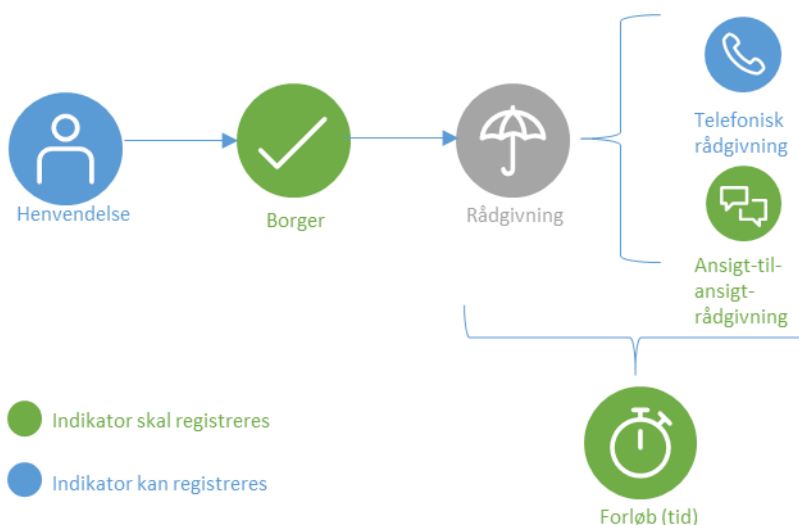 Henvendelse
Borger
Rådgivning
Telefonisk
rådgivning
Ansigt-til-
ansigt-
rådgivning
Indikator skal registreres
Indikator kan registreres
Forløb (tid)